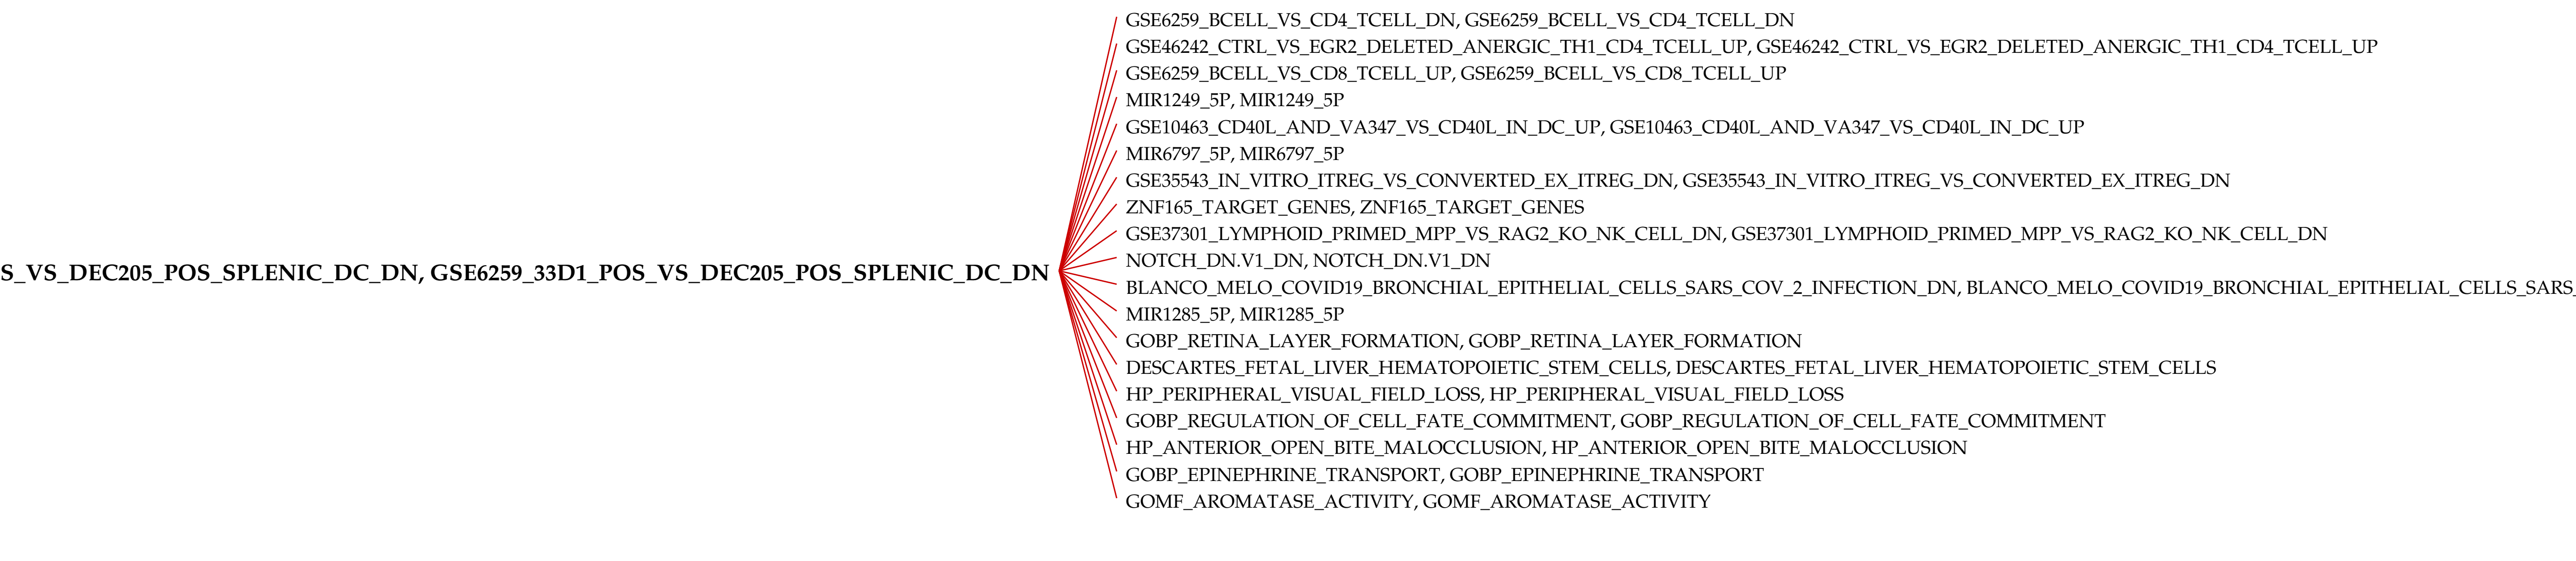 GSE6259_BCELL_VS_CD4_TCELL_DN, GSE6259_BCELL_VS_CD4_TCELL_DN
GSE46242_CTRL_VS_EGR2_DELETED_ANERGIC_TH1_CD4_TCELL_UP, GSE46242_CTRL_VS_EGR2_DELETED_ANERGIC_TH1_CD4_TCELL_UP
GSE6259_BCELL_VS_CD8_TCELL_UP, GSE6259_BCELL_VS_CD8_TCELL_UP
MIR1249_5P, MIR1249_5P
GSE10463_CD40L_AND_VA347_VS_CD40L_IN_DC_UP, GSE10463_CD40L_AND_VA347_VS_CD40L_IN_DC_UP
MIR6797_5P, MIR6797_5P
GSE35543_IN_VITRO_ITREG_VS_CONVERTED_EX_ITREG_DN, GSE35543_IN_VITRO_ITREG_VS_CONVERTED_EX_ITREG_DN
ZNF165_TARGET_GENES, ZNF165_TARGET_GENES
GSE37301_LYMPHOID_PRIMED_MPP_VS_RAG2_KO_NK_CELL_DN, GSE37301_LYMPHOID_PRIMED_MPP_VS_RAG2_KO_NK_CELL_DN
NOTCH_DN.V1_DN, NOTCH_DN.V1_DN
S_VS_DEC205_POS_SPLENIC_DC_DN, GSE6259_33D1_POS_VS_DEC205_POS_SPLENIC_DC_DN
BLANCO_MELO_COVID19_BRONCHIAL_EPITHELIAL_CELLS_SARS_COV_2_INFECTION_DN, BLANCO_MELO_COVID19_BRONCHIAL_EPITHELIAL_CELLS_SARS_
MIR1285_5P, MIR1285_5P
GOBP_RETINA_LAYER_FORMATION, GOBP_RETINA_LAYER_FORMATION
DESCARTES_FETAL_LIVER_HEMATOPOIETIC_STEM_CELLS, DESCARTES_FETAL_LIVER_HEMATOPOIETIC_STEM_CELLS
HP_PERIPHERAL_VISUAL_FIELD_LOSS, HP_PERIPHERAL_VISUAL_FIELD_LOSS
GOBP_REGULATION_OF_CELL_FATE_COMMITMENT, GOBP_REGULATION_OF_CELL_FATE_COMMITMENT
HP_ANTERIOR_OPEN_BITE_MALOCCLUSION, HP_ANTERIOR_OPEN_BITE_MALOCCLUSION
GOBP_EPINEPHRINE_TRANSPORT, GOBP_EPINEPHRINE_TRANSPORT
GOMF_AROMATASE_ACTIVITY, GOMF_AROMATASE_ACTIVITY